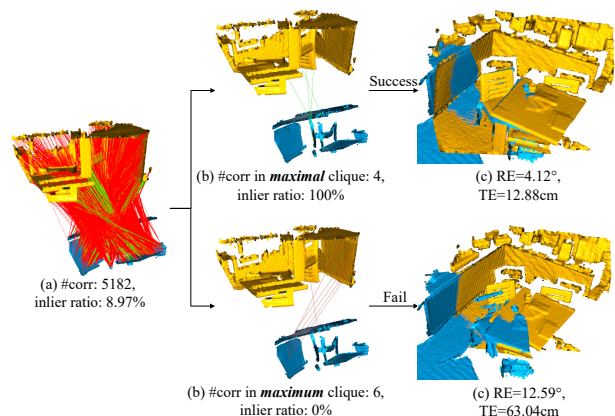 Success
(b) #corr in maximal clique: 4,
inlier ratio: 100%
(c) RE=4.12°,
TE=12.88cm
(a) #corr: 5182,
inlier ratio: 8.97%
Fail
(b) #corr in maximum clique: 6,
inlier ratio: 0%
(c) RE=12.59°,
TE=63.04cm